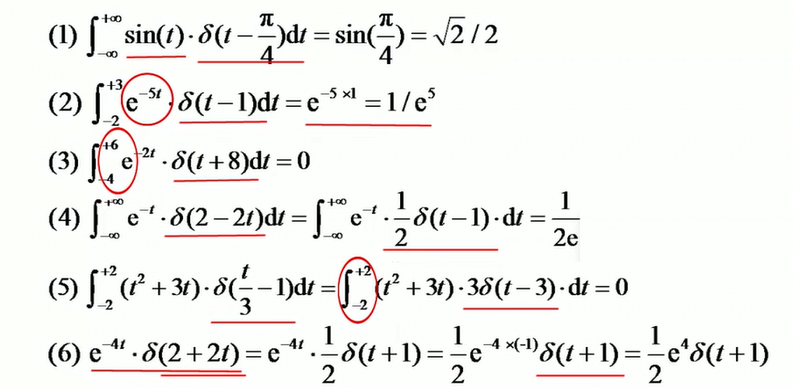 (1) ∫_{-∞}^{+∞} sin(t)·δ(t−π/4)dt = sin(π/4) = √2 / 2
(2) ∫_{-2}^{+3} e^{-5t}·δ(t−1)dt = e^{-5×1} = 1/e^5
(3) ∫_{-4}^{+6} e^{-2t}·δ(t+8)dt = 0
(4) ∫_{-∞}^{+∞} e^{-t}·δ(2−2t)dt = ∫_{-∞}^{+∞} e^{-t}·1/2 δ(t−1)·dt = 1/2e
(5) ∫_{-2}^{+2} (t²+3t)·δ(t/3−1)dt = ∫_{-2}^{+2} (t²+3t)·3δ(t−3)·dt = 0
(6) e^{-4t}·δ(2+2t) = e^{-4t}·1/2 δ(t+1) = 1/2 e^{-4×(-1)} δ(t+1) = 1/2 e^4 δ(t+1)